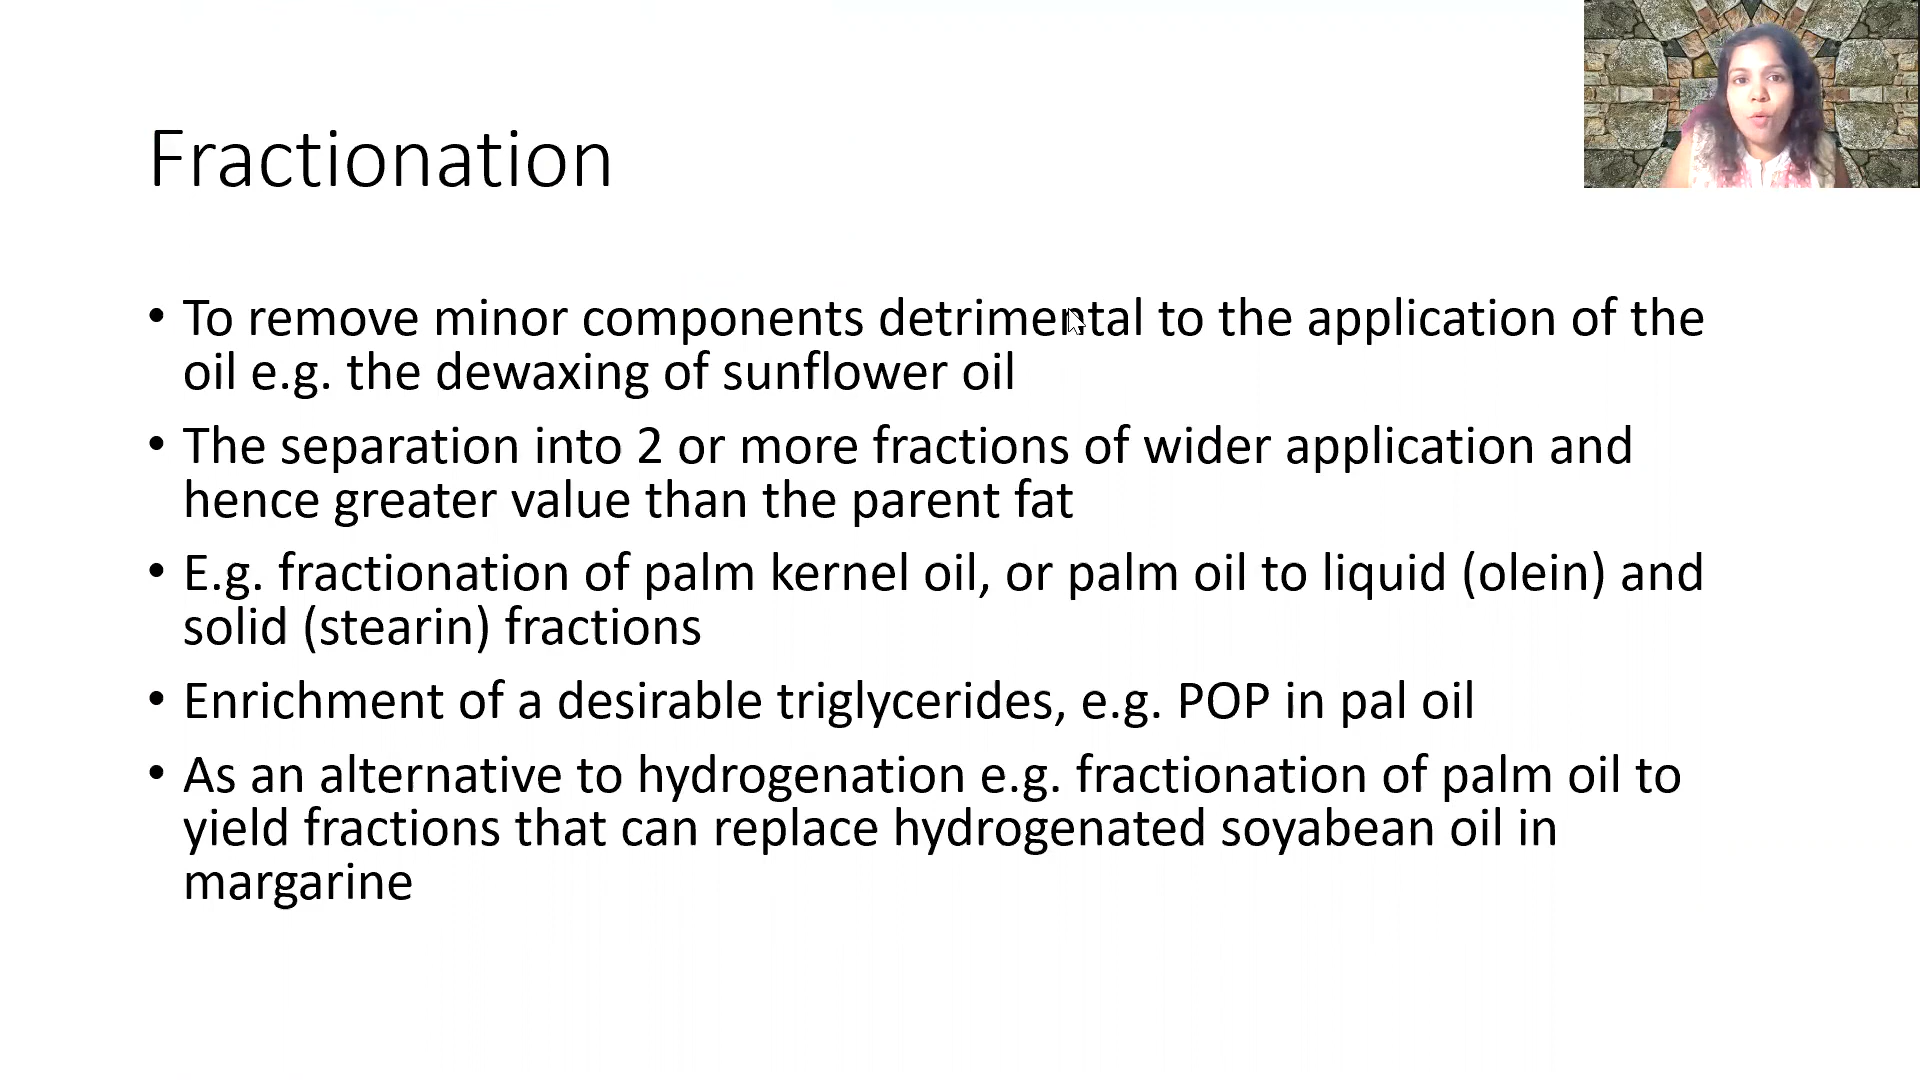 Fractionation
• To remove minor components detrimental to the application of the
oil e.g. the dewaxing of sunflower oil
• The separation into 2 or more fractions of wider application and
hence greater value than the parent fat
• E.g. fractionation of palm kernel oil, or palm oil to liquid (olein) and
solid (stearin) fractions
• Enrichment of a desirable triglycerides, e.g. POP in pal oil
• As an alternative to hydrogenation e.g. fractionation of palm oil to
yield fractions that can replace hydrogenated soyabean oil in
margarine